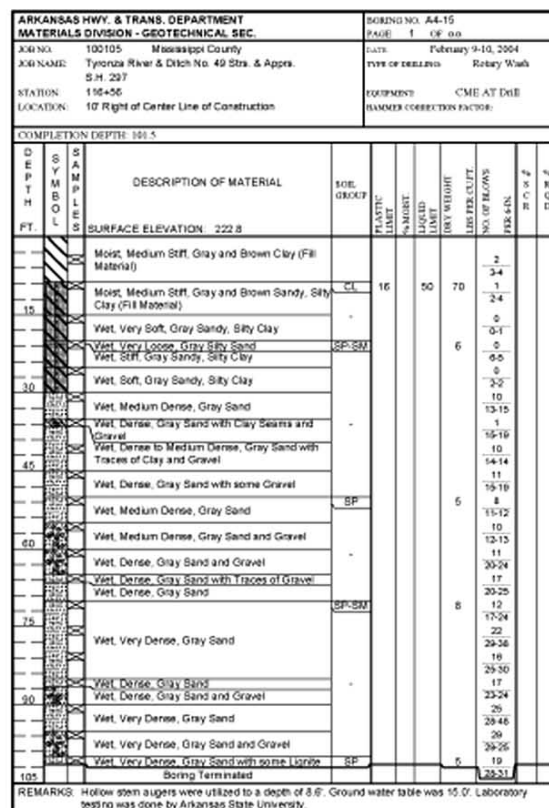 ARKANSAS HWY. & TRANS. DEPARTMENT
MATERIALS DIVISION - GEOTECHNICAL SEC.
BORING NO. A4-15
PAGE 1 OF
JOB NO. 100105 Mississippi County
JOB NAME: Tyronza River & Ditch No. 49 Strs. & Apprs.
S.H. 297
STATION: 116+56
LOCATION: 10' Right of Center Line of Construction
DATE: February 9-10, 2004
TYPE OF DRILLING: Rotary Wash
EQUIPMENT: CME AT Drill
HAMMER CORRECTION FACTOR:
COMPLETION DEPTH: 101.5
DEPTH FT.
SYMBOL
SAMPLES
DESCRIPTION OF MATERIAL
SURFACE ELEVATION: 222.8
SOIL GROUP
PLASTIC LIMIT
% MOIST.
LIQUID LIMIT
DRY WEIGHT LBS PER CU.FT.
NO. OF BLOWS PER 6-IN.
% SCR
% RQD
Moist, Medium Stiff, Gray and Brown Clay (Fill
Material)
2
3-4
CL 16 50 70 1
Moist, Medium Stiff, Gray and Brown Sandy, Silty
2-4
Clay (Fill Material)
15
0
Wet, Very Soft, Gray Sandy, Silty Clay
0-1
Wet, Very Loose, Gray Silty Sand SP-SM 6 0
Wet, Stiff, Gray Sandy, Silty Clay
0
Wet, Soft, Gray Sandy, Silty Clay
2-2
30
10
Wet, Medium Dense, Gray Sand
13-15
1
Wet, Dense, Gray Sand with Clay Seams and
Gravel
10
Wet, Dense to Medium Dense, Gray Sand with
14-14
Traces of Clay and Gravel
45
11
Wet, Dense, Gray Sand with some Gravel
SP 5 8
Wet, Medium Dense, Gray Sand
11-12
10
Wet, Medium Dense, Gray Sand and Gravel
12-13
60
11
Wet, Dense, Gray Sand and Gravel
20-24
17
Wet, Dense, Gray Sand with Traces of Gravel
Wet, Dense, Gray Sand
20-25
SP-SM 8 12
17-24
75
22
Wet, Very Dense, Gray Sand
25-30
17
Wet, Dense, Gray Sand
Wet, Dense, Gray Sand and Gravel
23-24
90
25
Wet, Very Dense, Gray Sand
28-46
Wet, Very Dense, Gray Sand and Gravel
29-25
Wet, Very Dense, Gray Sand with some Lignite SP 5 19
Boring Terminated
28-31
105
REMARKS: Hollow stem augers were utilized to a depth of 8.6'. Ground water table was 15.0'. Laboratory
testing was done by Arkansas State University.